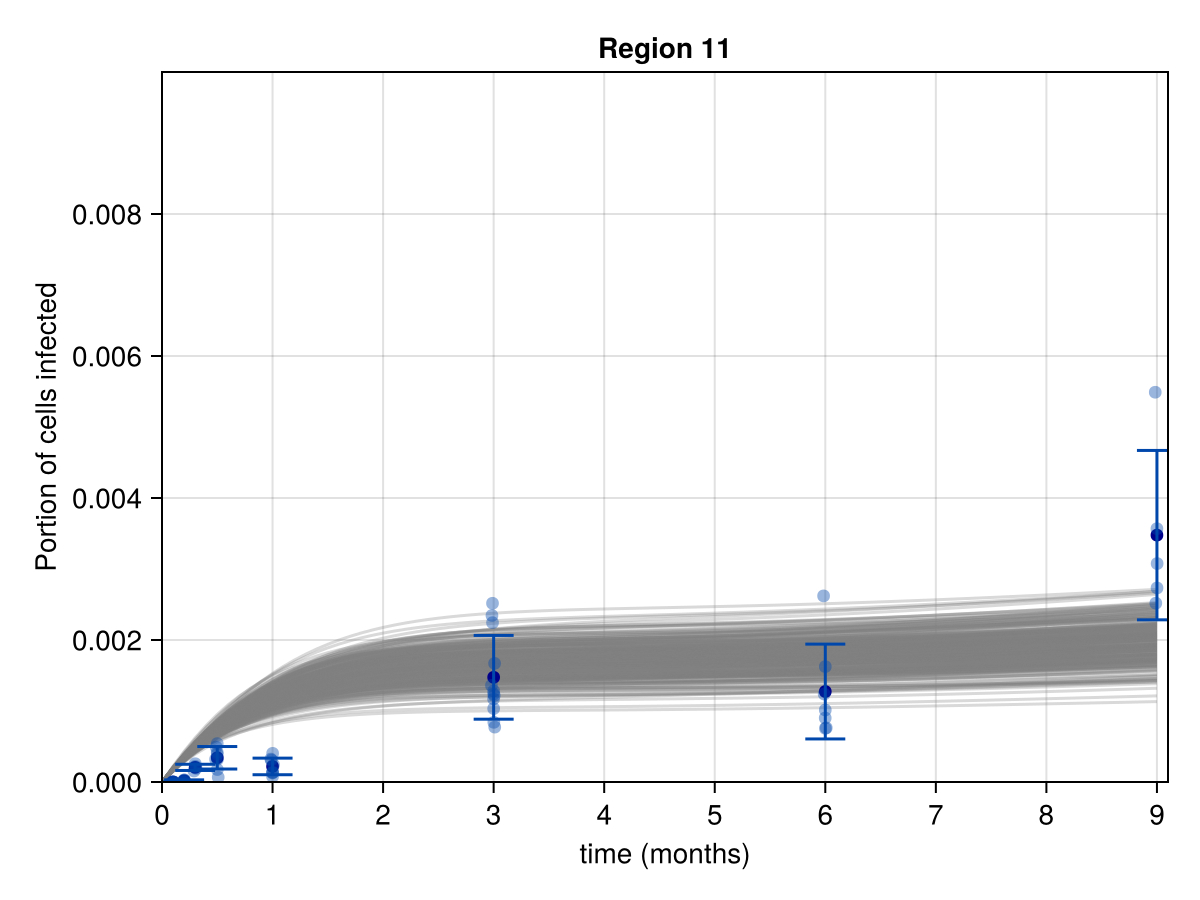 Region 11
Portion of cells infected
0.008
0.006
0.004
0.002
0.000
0 1 2 3 4 5 6 7 8 9
time (months)